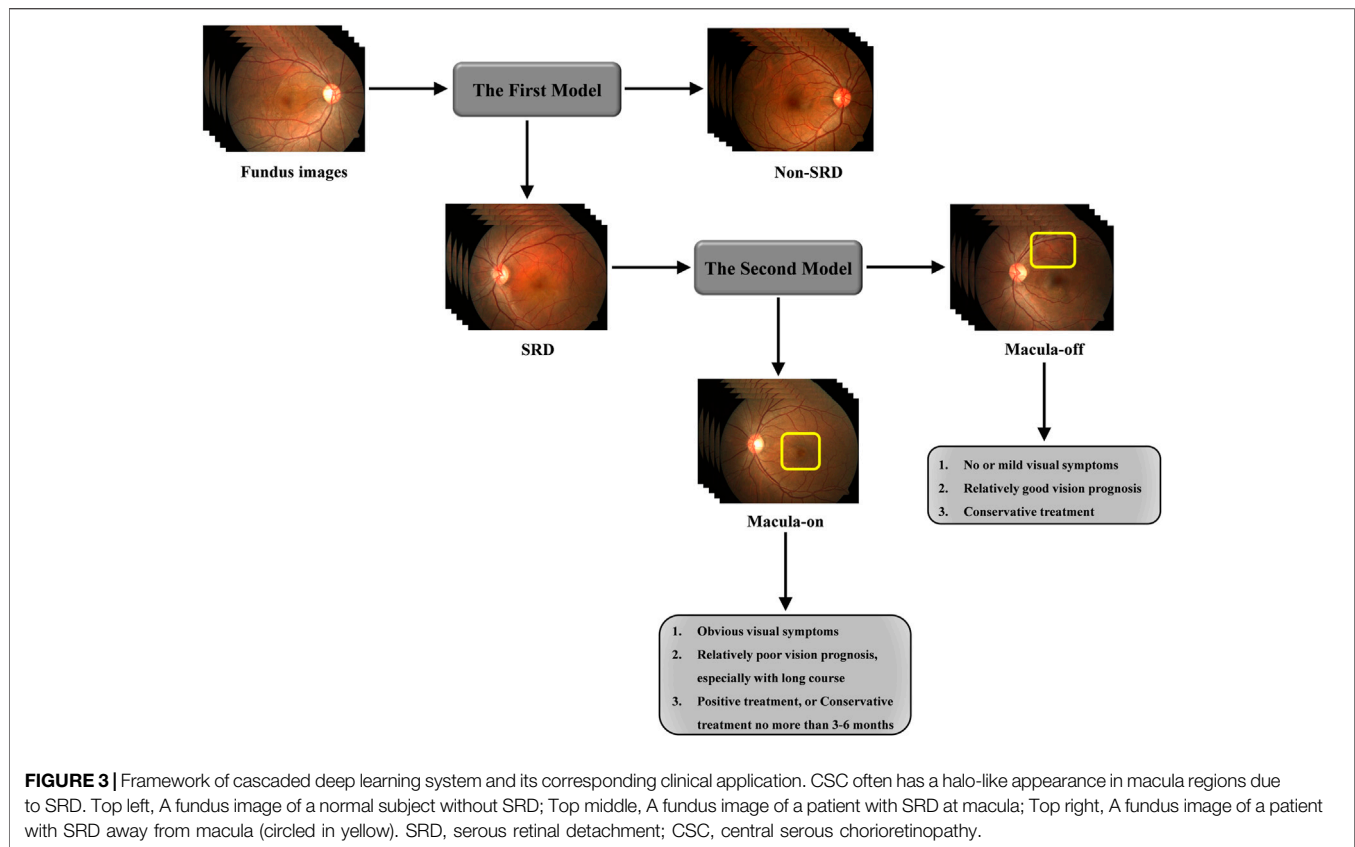 The First Model
Fundus images
Non-SRD
The Second Model
SRD
Macula-off
Macula-on
1. No or mild visual symptoms
2. Relatively good vision prognosis
3. Conservative treatment
1. Obvious visual symptoms
2. Relatively poor vision prognosis,
especially with long course
3. Positive treatment, or Conservative
treatment no more than 3-6 months
FIGURE 3 | Framework of cascaded deep learning system and its corresponding clinical application. CSC often has a halo-like appearance in macula regions due
to SRD. Top left, A fundus image of a normal subject without SRD; Top middle, A fundus image of a patient with SRD at macula; Top right, A fundus image of a patient
with SRD away from macula (circled in yellow). SRD, serous retinal detachment; CSC, central serous chorioretinopathy.